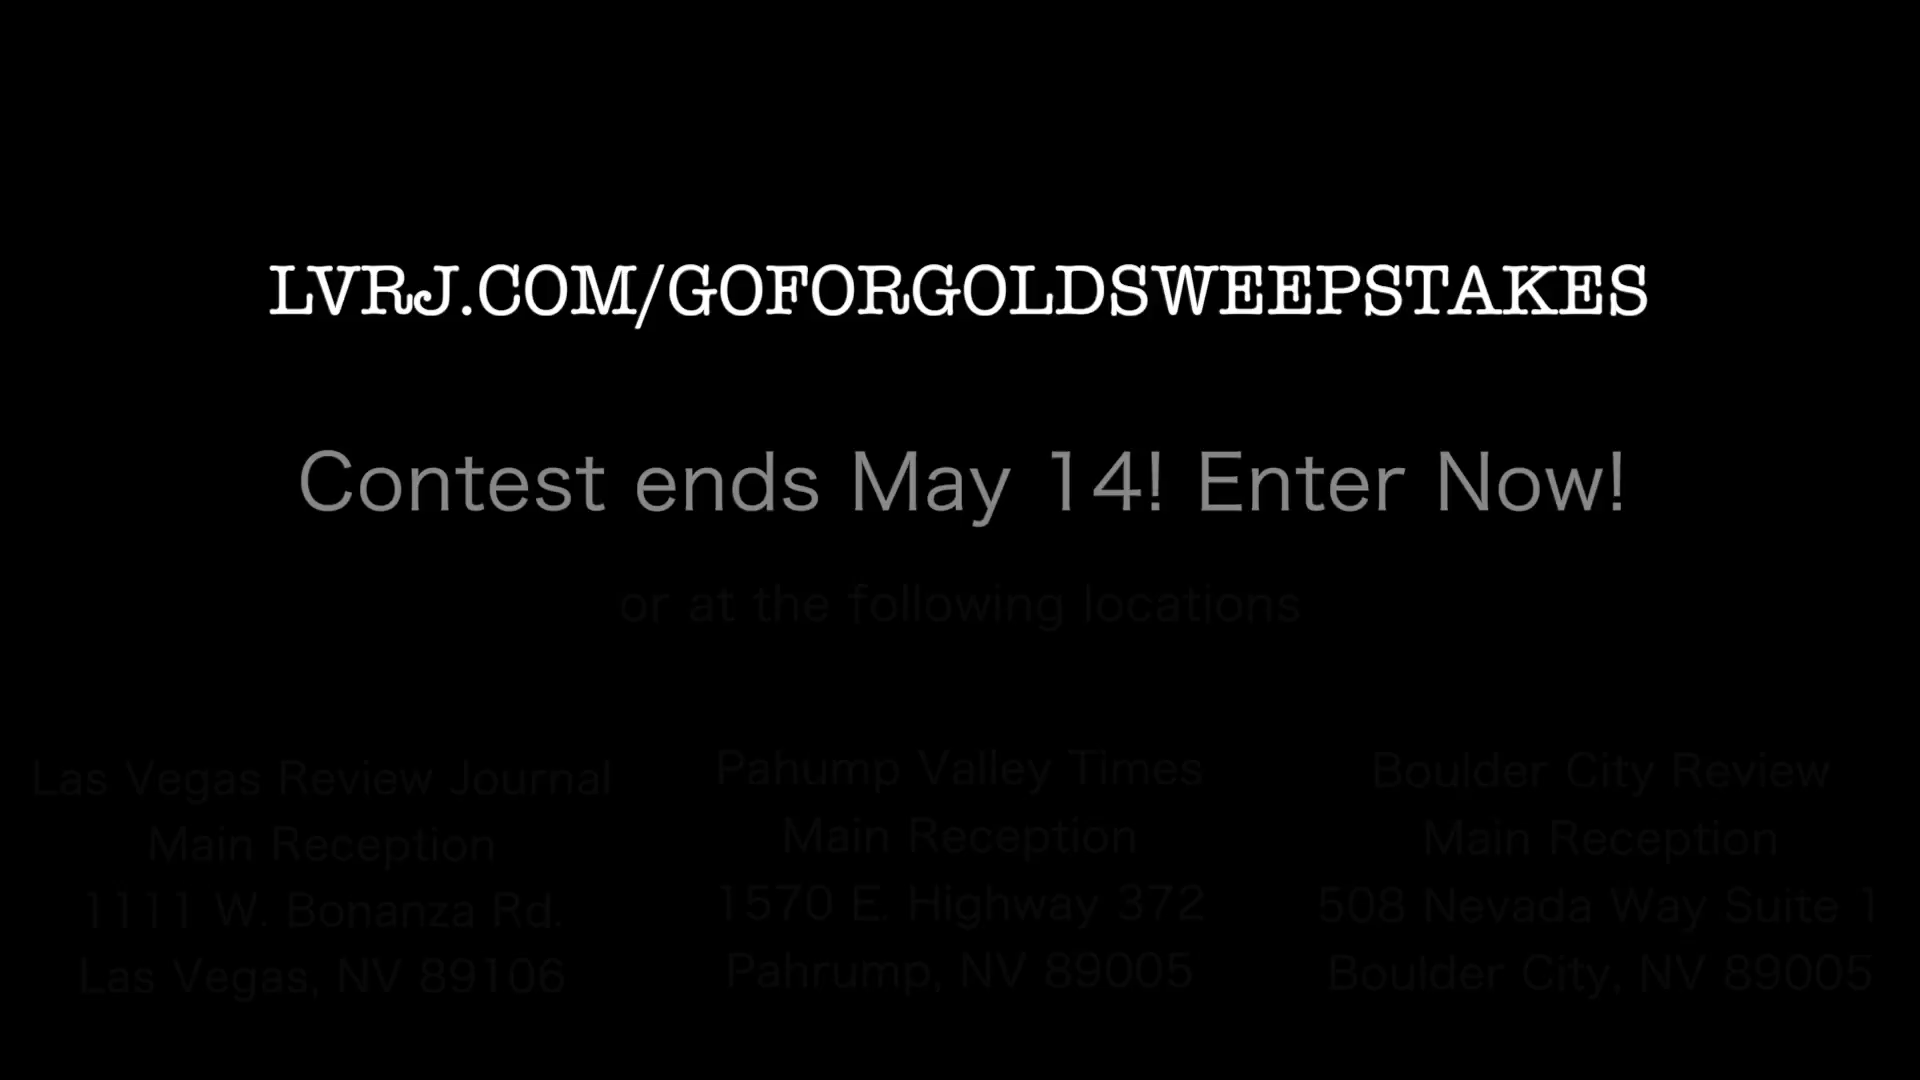 LVRJ.COM/GOFORGOLDSWEEPSTAKES
Contest ends May 14! Enter Now!
or at the following locations
Las Vegas Review Journal
Main Reception
1111 W. Bonanza Rd.
Las Vegas, NV 89106
Pahump Valley Times
Main Reception
1570 E. Highway 372
Pahrump, NV 89005
Boulder City Review
Main Reception
508 Nevada Way Suite 1
Boulder City, NV 89005